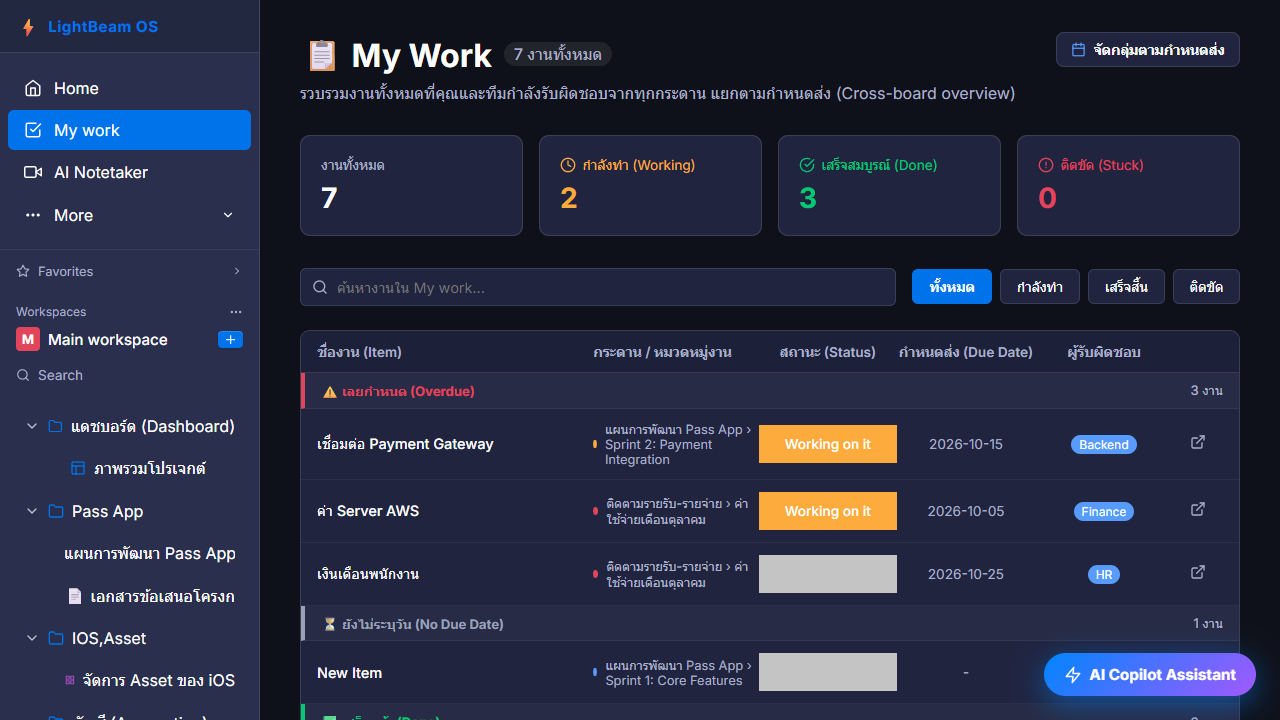 LightBeam OS
Home
My work
AI Notetaker
More
Favorites
Workspaces
M Main workspace
Search
แดชบอร์ด (Dashboard)
ภาพรวมโปรเจกต์
Pass App
แผนการพัฒนา Pass App
เอกสารข้อเสนอโครงก
IOS,Asset
จัดการ Asset ของ iOS
My Work
7 งานทั้งหมด
จัดกลุ่มตามกำหนดส่ง
รวบรวมงานทั้งหมดที่คุณและทีมกำลังรับผิดชอบจากทุกกระดาน แยกตามกำหนดส่ง (Cross-board overview)
งานทั้งหมด
7
กำลังทำ (Working)
2
เสร็จสมบูรณ์ (Done)
3
ติดขัด (Stuck)
0
ค้นหางานใน My work...
ทั้งหมด
กำลังทำ
เสร็จสิ้น
ติดขัด
ชื่องาน (Item) กระดาน / หมวดหมู่งาน สถานะ (Status) กำหนดส่ง (Due Date) ผู้รับผิดชอบ
เลยกำหนด (Overdue) 3 งาน
เชื่อมต่อ Payment Gateway
แผนการพัฒนา Pass App ›
Sprint 2: Payment
Integration
Working on it
2026-10-15
Backend
ค่า Server AWS
ติดตามรายรับ-รายจ่าย › ค่า
ใช้จ่ายเดือนตุลาคม
Working on it
2026-10-05
Finance
เงินเดือนพนักงาน
ติดตามรายรับ-รายจ่าย › ค่า
ใช้จ่ายเดือนตุลาคม
2026-10-25
HR
ยังไม่ระบุวัน (No Due Date) 1 งาน
New Item
แผนการพัฒนา Pass App ›
Sprint 1: Core Features
-
AI Copilot Assistant